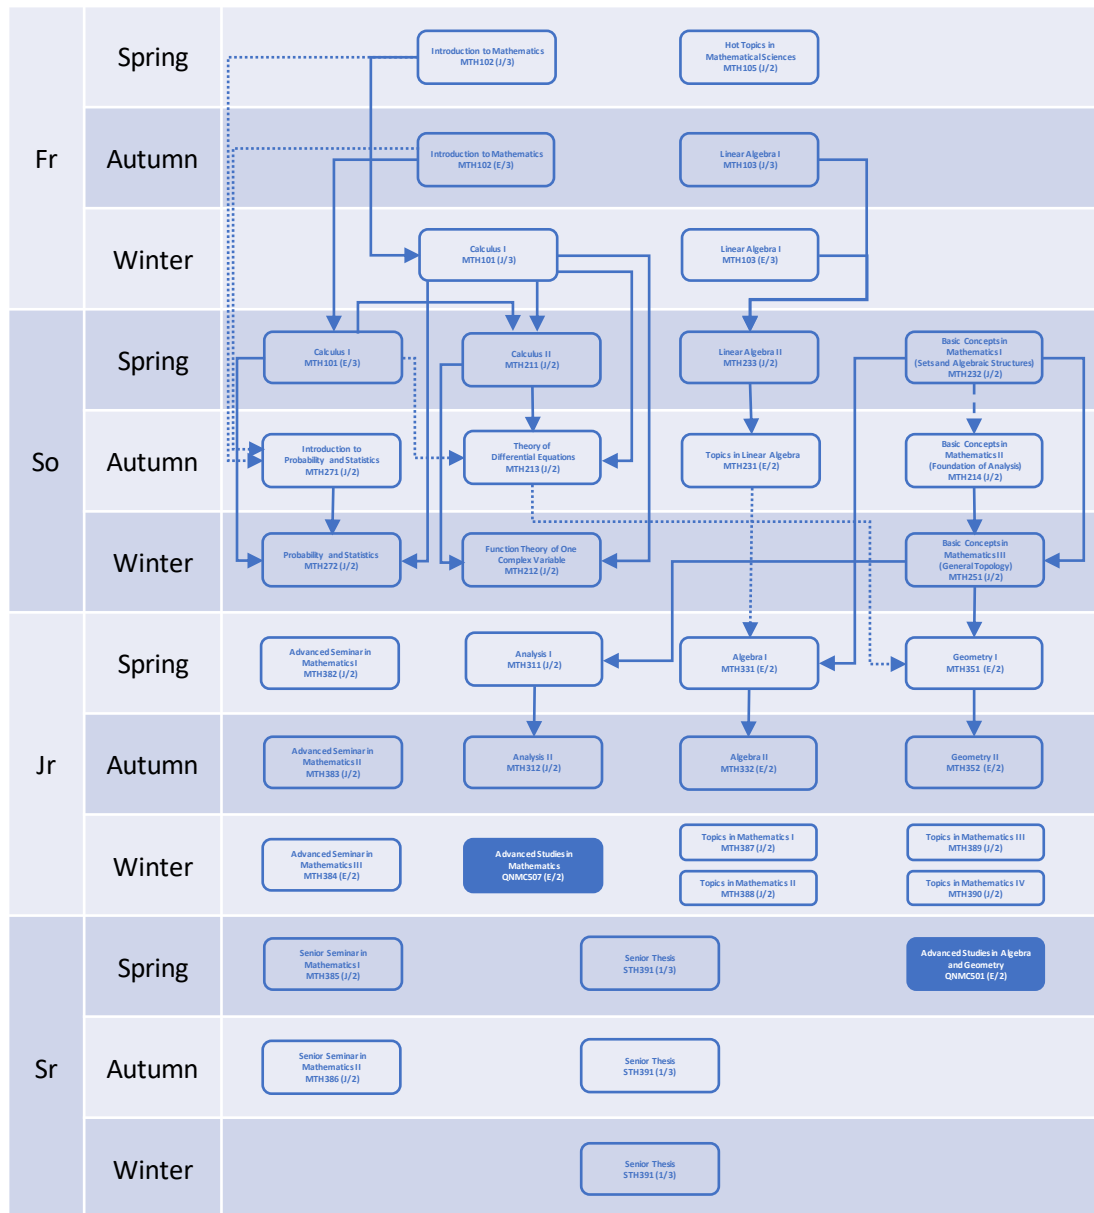 Fr
Spring
Introduction to Mathematics
MTH102 (J/3)
Hot Topics in
Mathematical Sciences
MTH105 (J/2)
Autumn
Introduction to Mathematics
MTH102 (E/3)
Linear Algebra I
MTH103 (J/3)
Winter
Calculus I
MTH101 (J/3)
Linear Algebra I
MTH103 (E/3)
So
Spring
Calculus I
MTH101 (E/3)
Calculus II
MTH211 (J/2)
Linear Algebra II
MTH233 (J/2)
Basic Concepts in
Mathematics I
(Sets and Algebraic Structures)
MTH232 (J/2)
Autumn
Introduction to
Probability and Statistics
MTH271 (J/2)
Theory of
Differential Equations
MTH213 (J/2)
Topics in Linear Algebra
MTH231 (E/2)
Basic Concepts in
Mathematics II
(Foundation of Analysis)
MTH214 (J/2)
Winter
Probability and Statistics
MTH272 (J/2)
Function Theory of One
Complex Variable
MTH212 (J/2)
Basic Concepts in
Mathematics III
(General Topology)
MTH251 (J/2)
Jr
Spring
Advanced Seminar in
Mathematics I
MTH382 (J/2)
Analysis I
MTH311 (J/2)
Algebra I
MTH331 (E/2)
Geometry I
MTH351 (E/2)
Autumn
Advanced Seminar in
Mathematics II
MTH383 (J/2)
Analysis II
MTH312 (J/2)
Algebra II
MTH332 (E/2)
Geometry II
MTH352 (E/2)
Winter
Advanced Seminar in
Mathematics III
MTH384 (E/2)
Advanced Studies in
Mathematics
QNMC507 (E/2)
Topics in Mathematics I
MTH387 (J/2)
Topics in Mathematics II
MTH388 (J/2)
Topics in Mathematics III
MTH389 (J/2)
Topics in Mathematics IV
MTH390 (J/2)
Sr
Spring
Senior Seminar in
Mathematics I
MTH385 (J/2)
Senior Thesis
STH391 (1/3)
Advanced Studies in Algebra
and Geometry
QNMC501 (E/2)
Autumn
Senior Seminar in
Mathematics II
MTH386 (J/2)
Senior Thesis
STH391 (1/3)
Winter
Senior Thesis
STH391 (1/3)